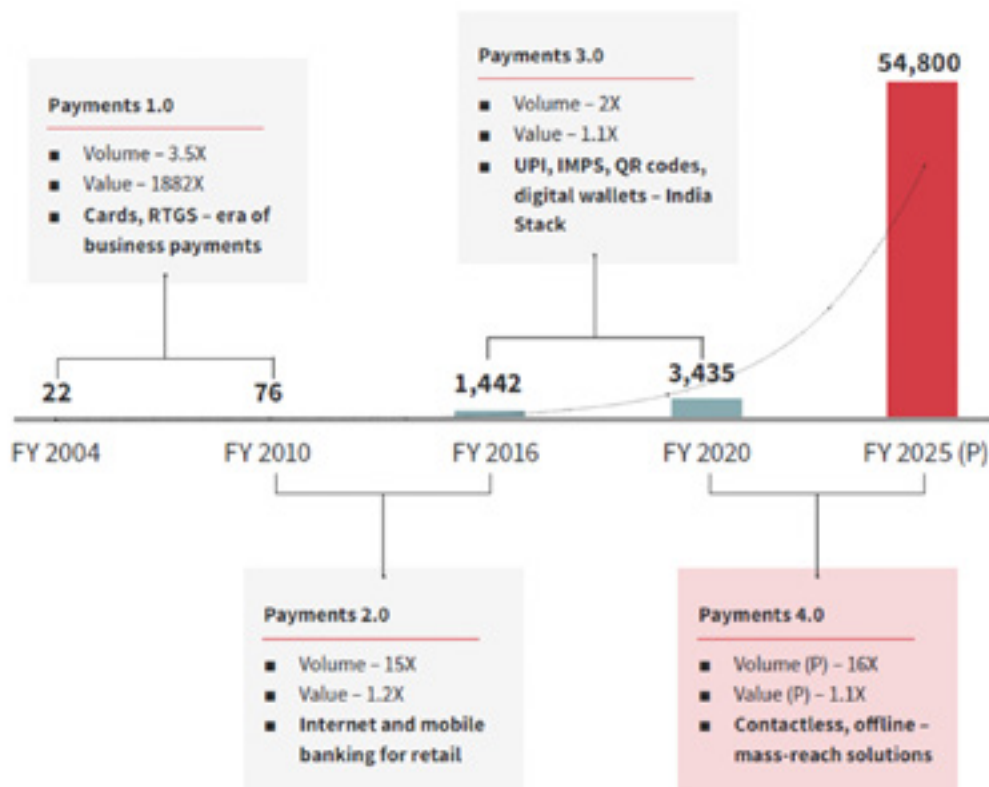 Payments 1.0
■ Volume – 3.5X
■ Value – 1882X
■ Cards, RTGS – era of
business payments
Payments 3.0
■ Volume – 2X
■ Value – 1.1X
■ UPI, IMPS, QR codes,
digital wallets – India
Stack
54,800
22
76
1,442
3,435
FY 2004
FY 2010
FY 2016
FY 2020
FY 2025 (P)
Payments 2.0
■ Volume – 15X
■ Value – 1.2X
■ Internet and mobile
banking for retail
Payments 4.0
■ Volume (P) – 16X
■ Value (P) – 1.1X
■ Contactless, offline –
mass-reach solutions